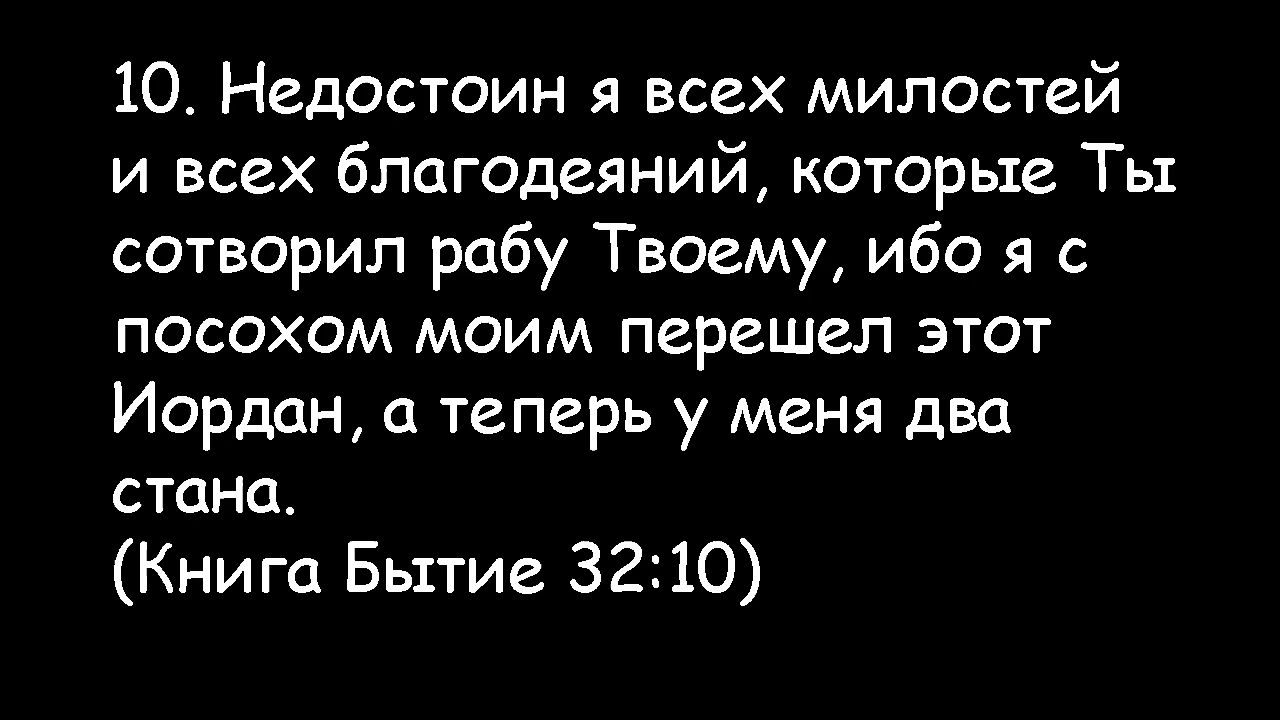 10. Недостоин я всех милостей
и всех благодеяний, которые Ты
сотворил рабу Твоему, ибо я с
посохом моим перешел этот
Иордан, а теперь у меня два
стана.
(Книга Бытие 32:10)